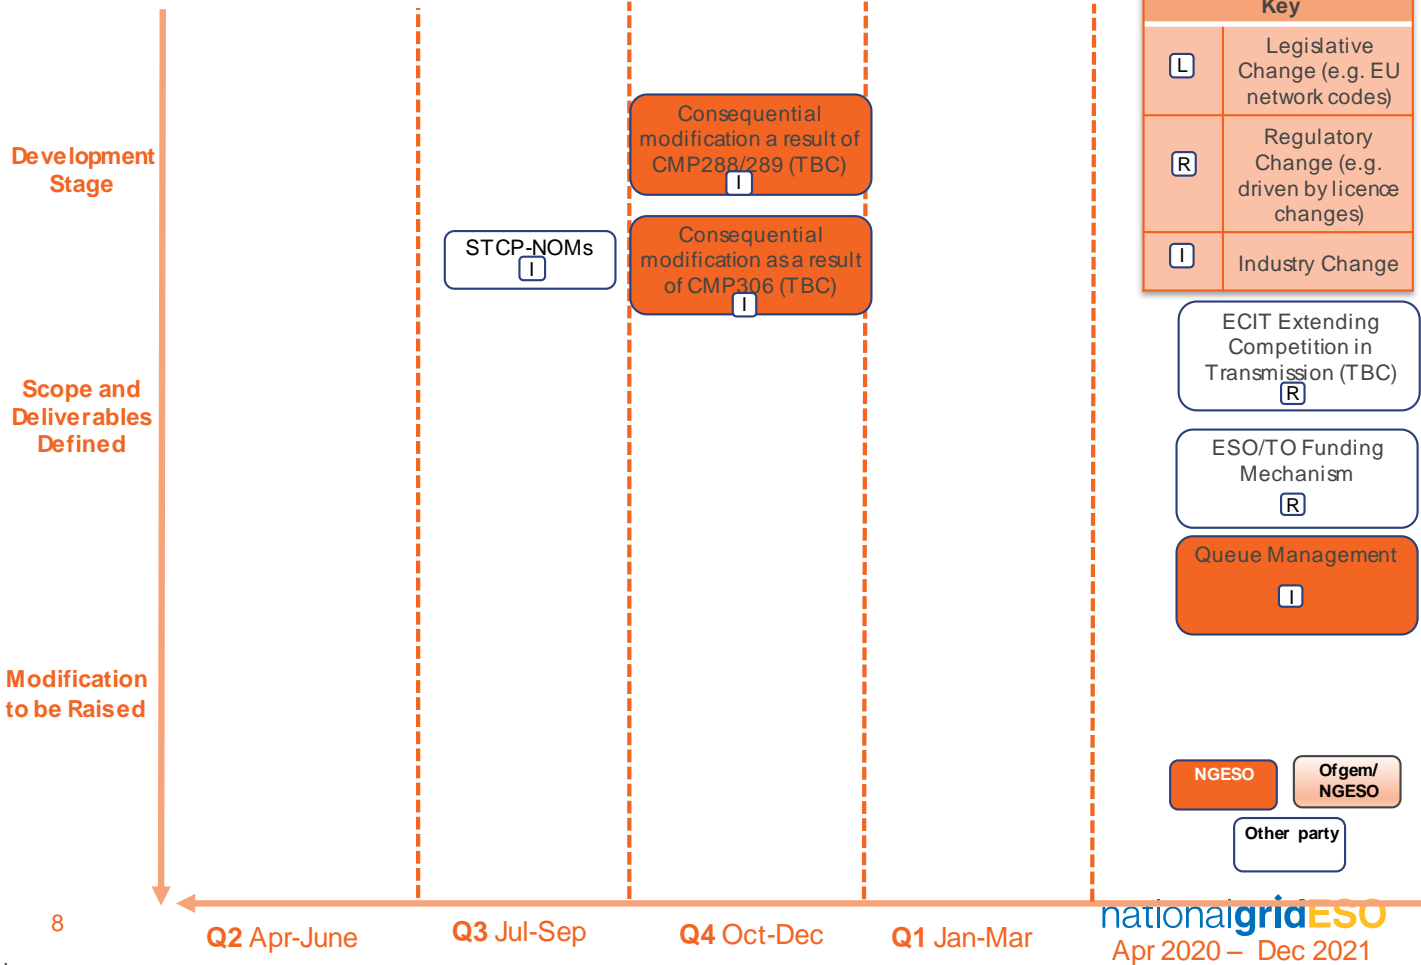 Key
L
Legislative
Change (e.g. EU
network codes)
R
Regulatory
Change (e.g.
driven by licence
changes)
I
Industry Change
Development
Stage
Consequential
modification a result of
CMP288/289 (TBC)
I
STCP-NOMs
I
Consequential
modification as a result
of CMP306 (TBC)
I
ECIT Extending
Competition in
Transmission (TBC)
R
Scope and
Deliverables
Defined
ESO/TO Funding
Mechanism
R
Queue Management
I
Modification
to be Raised
NGESO
Ofgem/
NGESO
Other party
8
Q2 Apr-June
Q3 Jul-Sep
Q4 Oct-Dec
Q1 Jan-Mar
nationalgridESO
Apr 2020 – Dec 2021
.